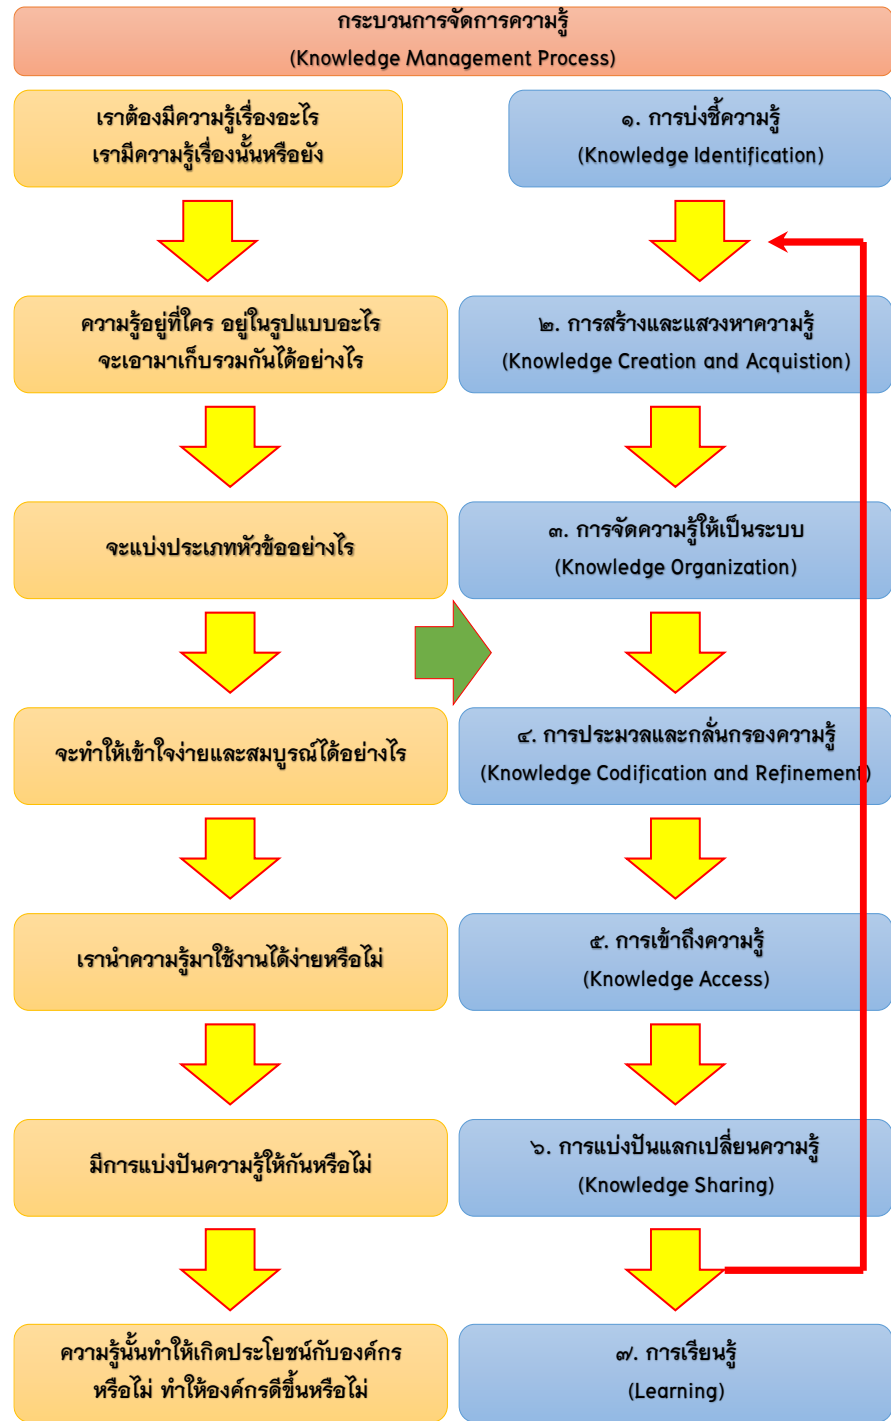 กระบวนการจัดการความรู้
(Knowledge Management Process)
เราต้องมีความรู้เรื่องอะไร
เรามีความรู้เรื่องนั้นหรือยัง
๑. การบ่งชี้ความรู้
(Knowledge Identification)
ความรู้อยู่ที่ใคร อยู่ในรูปแบบอะไร
จะเอามาเก็บรวมกันได้อย่างไร
๒. การสร้างและแสวงหาความรู้
(Knowledge Creation and Acquistion)
จะแบ่งประเภทหัวข้ออย่างไร
๓. การจัดความรู้ให้เป็นระบบ
(Knowledge Organization)
จะทำให้เข้าใจง่ายและสมบูรณ์ได้อย่างไร
๔. การประมวลและกลั่นกรองความรู้
(Knowledge Codification and Refinement)
เรานำความรู้มาใช้งานได้ง่ายหรือไม่
๕. การเข้าถึงความรู้
(Knowledge Access)
มีการแบ่งปันความรู้ให้กันหรือไม่
๖. การแบ่งปันแลกเปลี่ยนความรู้
(Knowledge Sharing)
ความรู้นั้นทำให้เกิดประโยชน์กับองค์กร
หรือไม่ ทำให้องค์กรดีขึ้นหรือไม่
๗. การเรียนรู้
(Learning)